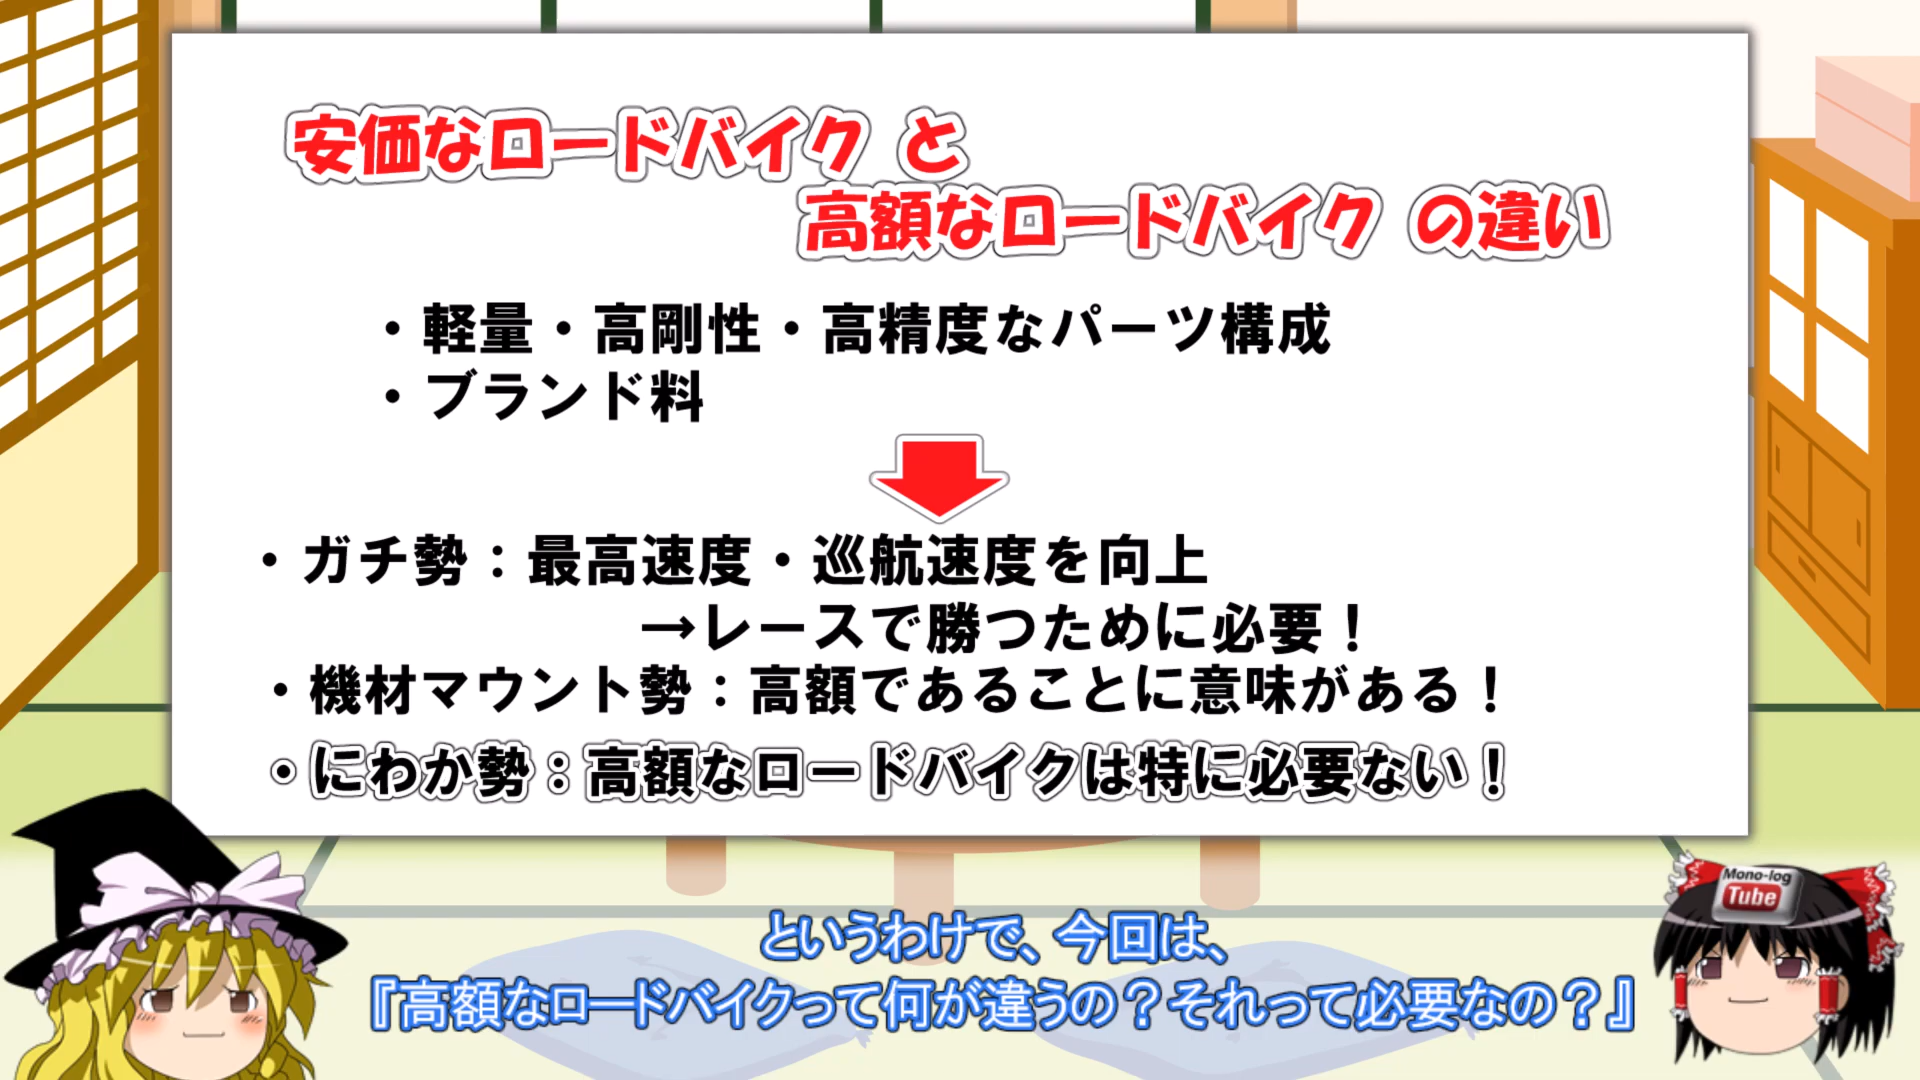 安価なロードバイク と
高額なロードバイク の違い
・軽量・高剛性・高精度なパーツ構成
・ブランド料
・ガチ勢：最高速度・巡航速度を向上
→レースで勝つために必要！
・機材マウント勢：高額であることに意味がある！
・にわか勢：高額なロードバイクは特に必要ない！
Mono-log
Tube
というわけで、今回は、
『高額なロードバイクって何が違うの？それって必要なの？』